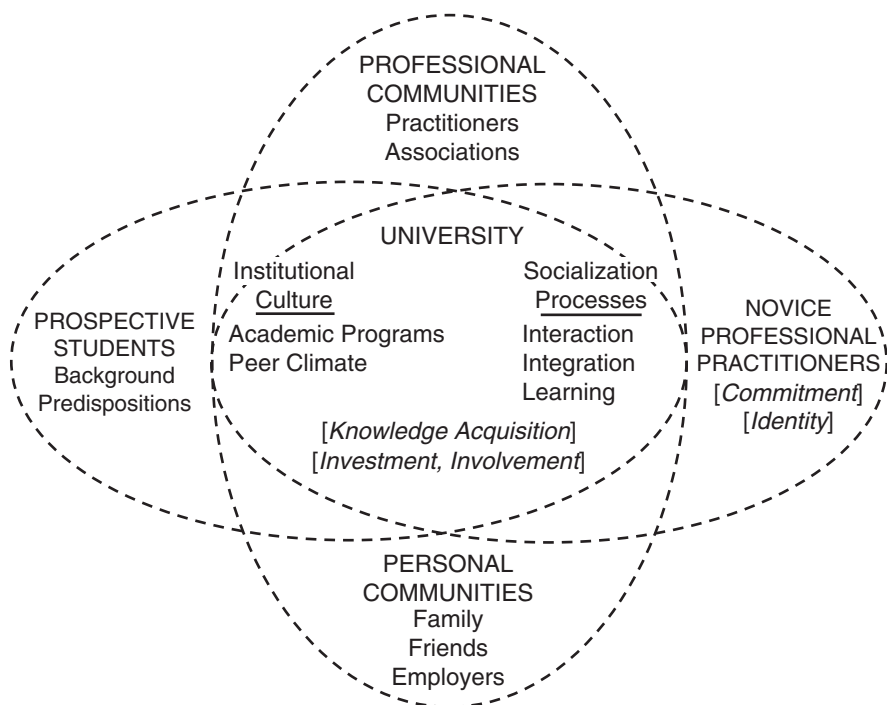 PROFESSIONAL
COMMUNITIES
Practitioners
Associations
UNIVERSITY
Institutional
Culture
Academic Programs
Peer Climate
Socialization
Processes
Interaction
Integration
Learning
PROSPECTIVE
STUDENTS
Background
Predispositions
NOVICE
PROFESSIONAL
PRACTITIONERS
[Commitment]
[Identity]
[Knowledge Acquisition]
[Investment, Involvement]
PERSONAL
COMMUNITIES
Family
Friends
Employers